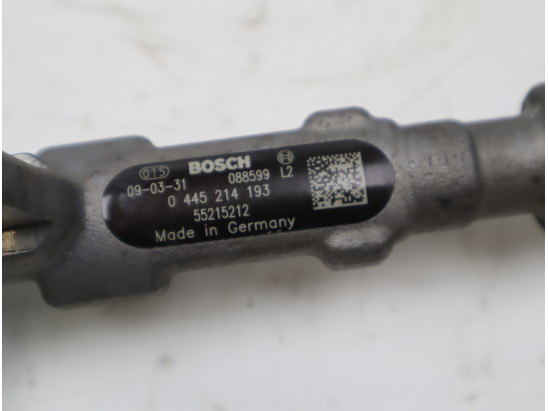 015 BOSCH
09-03-31 088599 L2
0 445 214 193
55215212
Made in Germany